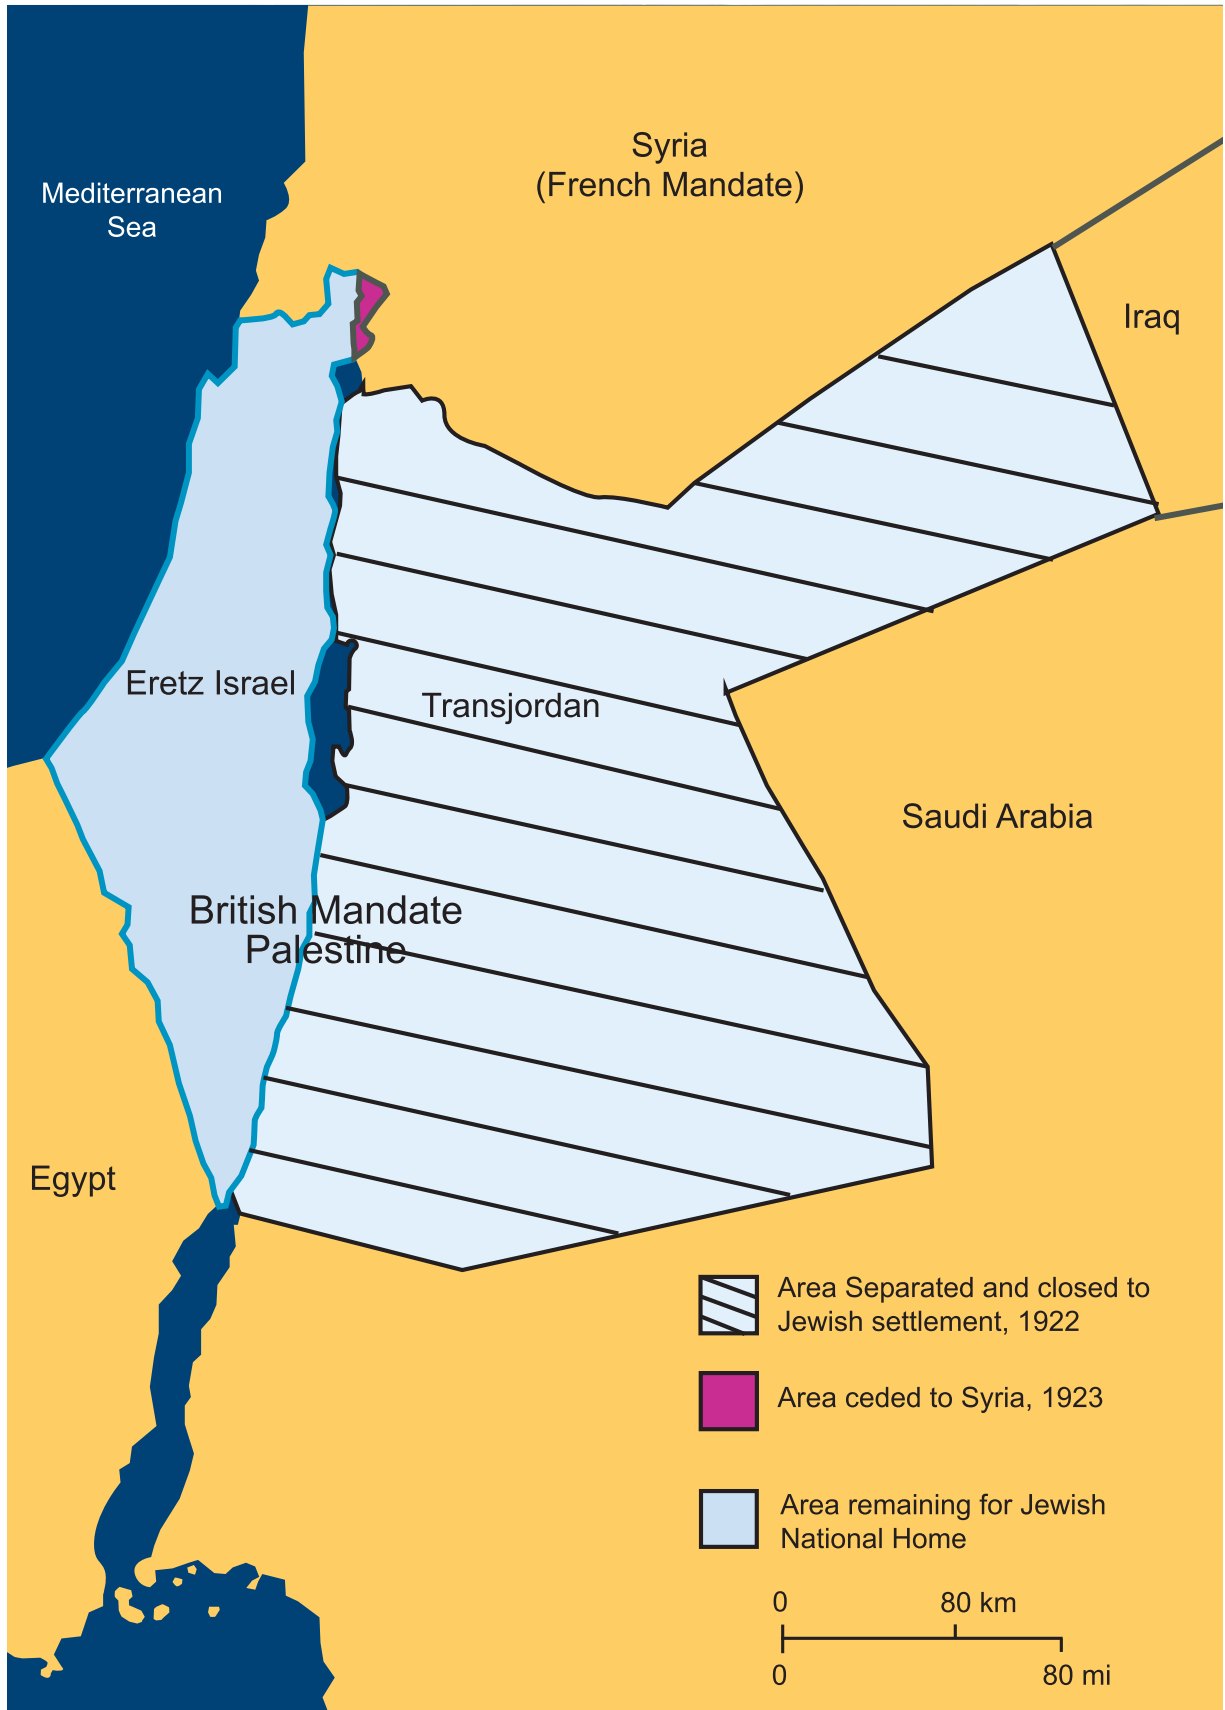 Syria
(French Mandate)
Mediterranean
Sea
Iraq
Eretz Israel
Transjordan
Saudi Arabia
British Mandate
Palestine
Egypt
Area Separated and closed to
Jewish settlement, 1922
Area ceded to Syria, 1923
Area remaining for Jewish
National Home
0 80 km
0 80 mi